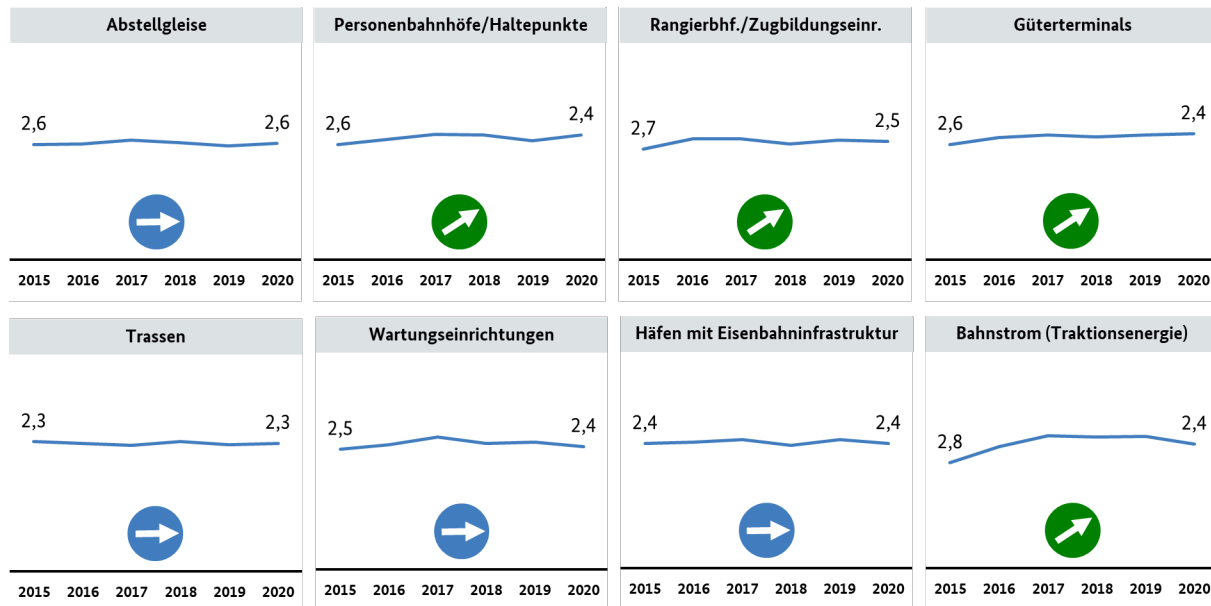 Abstellgleise
2,6
2,6
2015 2016 2017 2018 2019 2020
Personenbahnhöfe/Haltepunkte
2,6
2,4
2015 2016 2017 2018 2019 2020
Rangierbhf./Zugbildungseinr.
2,7
2,5
2015 2016 2017 2018 2019 2020
Güterterminals
2,6
2,4
2015 2016 2017 2018 2019 2020
Trassen
2,3
2,3
2015 2016 2017 2018 2019 2020
Wartungseinrichtungen
2,5
2,4
2015 2016 2017 2018 2019 2020
Häfen mit Eisenbahninfrastruktur
2,4
2,4
2015 2016 2017 2018 2019 2020
Bahnstrom (Traktionsenergie)
2,8
2,4
2015 2016 2017 2018 2019 2020